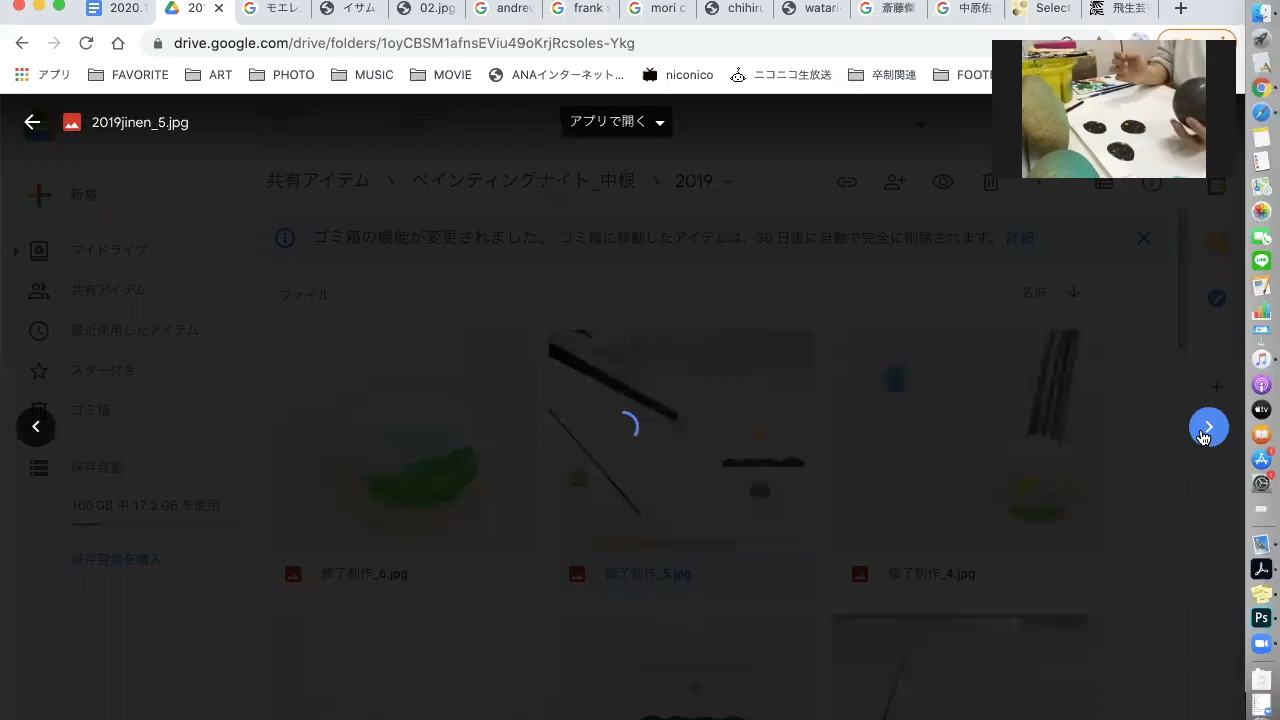 2020.1
20
モエレ
イサム
02.jpg
andre
frank s
mori c
chihiro
watari
斎藤僚
中原佑
Select
飛生芸
drive.google.com/drive/folders/1oyCBSM1afnsEViu49oKrjRcsoles-Ykg
アプリ
FAVORITE
ART
PHOTO
MUSIC
MOVIE
ANAインターネット...
niconico
ニコニコ生放送
卒制関連
FOOT
2019jinen_5.jpg
アプリで開く
共有アイテム
ペインティングナイト_中根
2019
新規
ゴミ箱の機能が変更されました。 ゴミ箱に移動したアイテムは、30 日後に自動で完全に削除されます。 詳細
マイドライブ
共有アイテム
ファイル
名前
最近使用したアイテム
スター付き
ゴミ箱
保存容量
100 GB 中 17.2 GB を使用
保存容量を購入
修了制作_6.jpg
修了制作_5.jpg
修了制作_4.jpg
LINE
tv
Ps